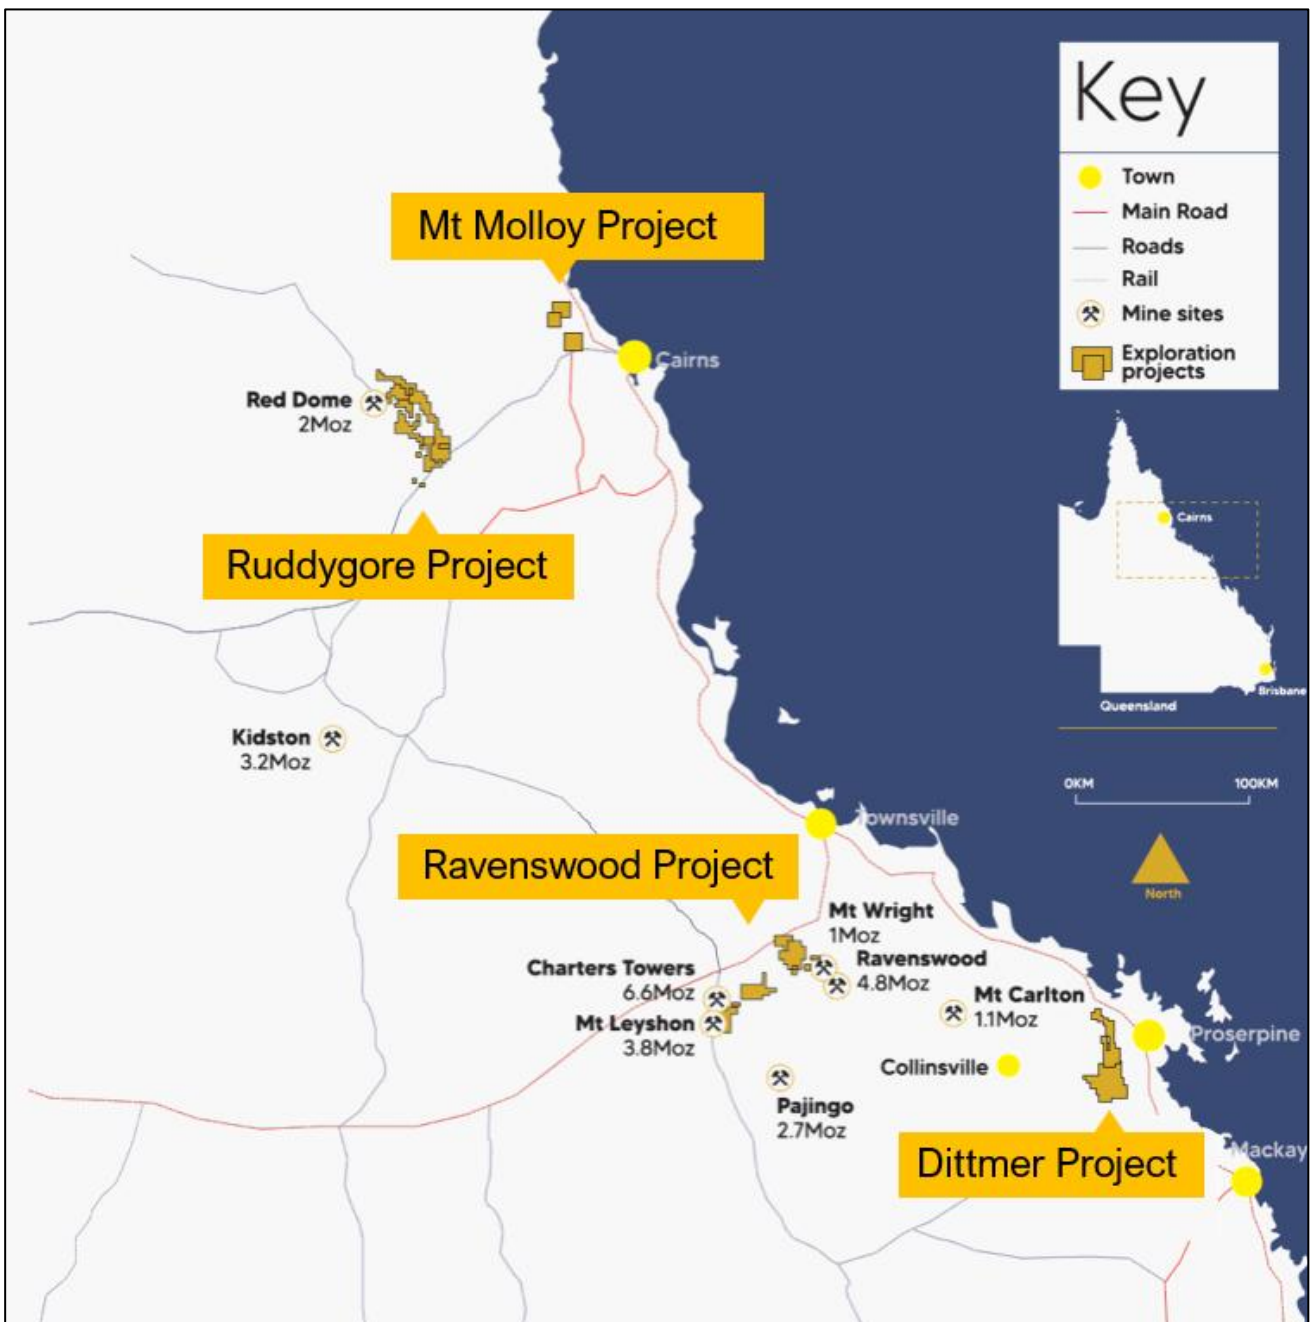 Key
Town
Main Road
Roads
Rail
Mine sites
Exploration
projects
Mt Molloy Project
Cairns
Red Dome
2Moz
Ruddygore Project
Cairns
Brisbane
Queensland
Kidston
3.2Moz
0KM 100KM
North
Townsville
Ravenswood Project
Mt Wright
1Moz
Ravenswood
4.8Moz
Charters Towers
6.6Moz
Mt Leyshon
3.8Moz
Mt Carlton
1.1Moz
Proserpine
Collinsville
Pajingo
2.7Moz
Dittmer Project
Mackay